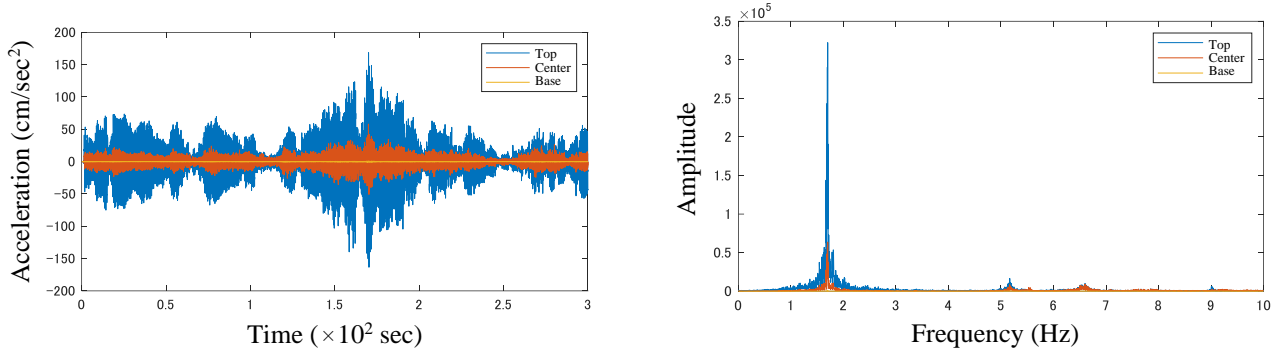 200
150
100
50
0
-50
-100
-150
-200
Acceleration (cm/sec²)
0 0.5 1 1.5 2 2.5 3
Time (×10² sec)
Top
Center
Base
×10⁵
3.5
3
2.5
2
1.5
1
0.5
0
Amplitude
0 1 2 3 4 5 6 7 8 9 10
Frequency (Hz)
Top
Center
Base